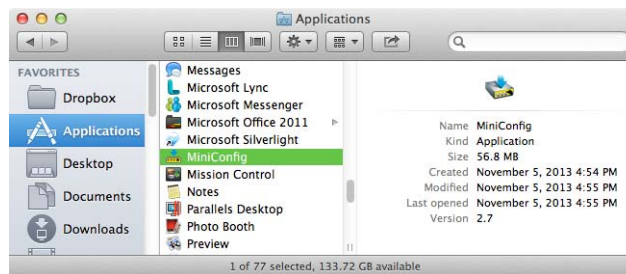 Applications
FAVORITES
Dropbox
Applications
Desktop
Documents
Downloads
Messages
Microsoft Lync
Microsoft Messenger
Microsoft Office 2011
Microsoft Silverlight
MiniConfig
Mission Control
Notes
Parallels Desktop
Photo Booth
Preview
Name MiniConfig
Kind Application
Size 56.8 MB
Created November 5, 2013 4:54 PM
Modified November 5, 2013 4:55 PM
Last opened November 5, 2013 4:55 PM
Version 2.7
1 of 77 selected, 133.72 GB available